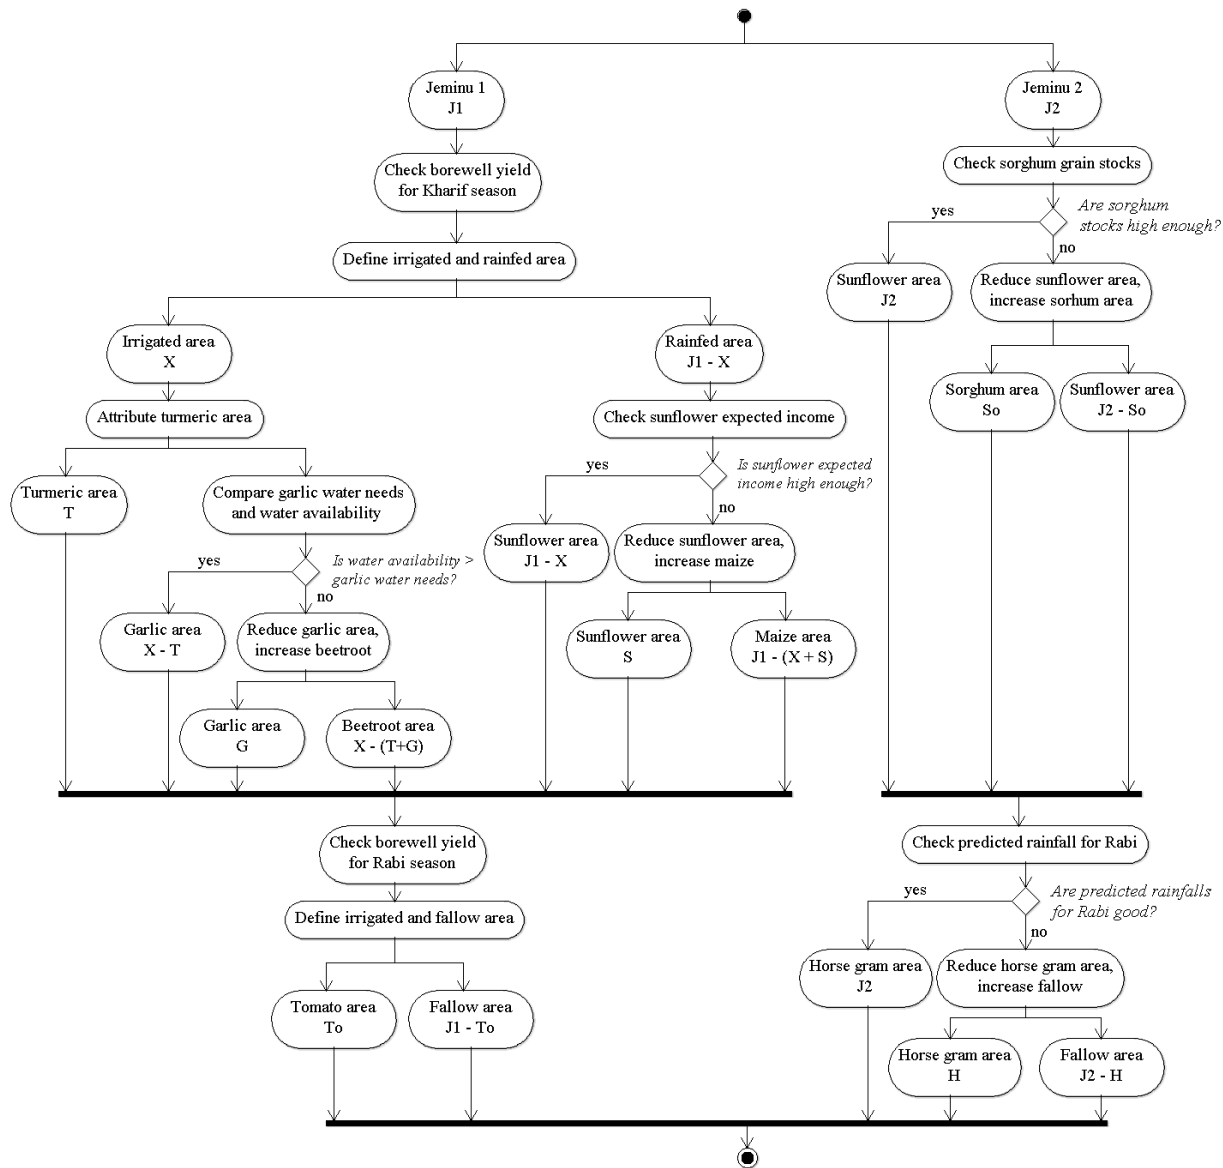 Jeminu 1
J1
Jeminu 2
J2
Check borewell yield
for Kharif season
Check sorghum grain stocks
Are sorghum
stocks high enough?
yes
no
Define irrigated and rainfed area
Sunflower area
J2
Reduce sunflower area,
increase sorhum area
Irrigated area
X
Rainfed area
J1 - X
Attribute turmeric area
Check sunflower expected income
Sorghum area
So
Sunflower area
J2 - So
Turmeric area
T
Compare garlic water needs
and water availability
yes
Is sunflower expected
income high enough?
no
Sunflower area
J1 - X
Reduce sunflower area,
increase maize
yes
Is water availability >
garlic water needs?
no
Garlic area
X - T
Reduce garlic area,
increase beetroot
Sunflower area
S
Maize area
J1 - (X + S)
Garlic area
G
Beetroot area
X - (T+G)
Check borewell yield
for Rabi season
Check predicted rainfall for Rabi
yes
Are predicted rainfalls
for Rabi good?
no
Define irrigated and fallow area
Horse gram area
J2
Reduce horse gram area,
increase fallow
Tomato area
To
Fallow area
J1 - To
Horse gram area
H
Fallow area
J2 - H